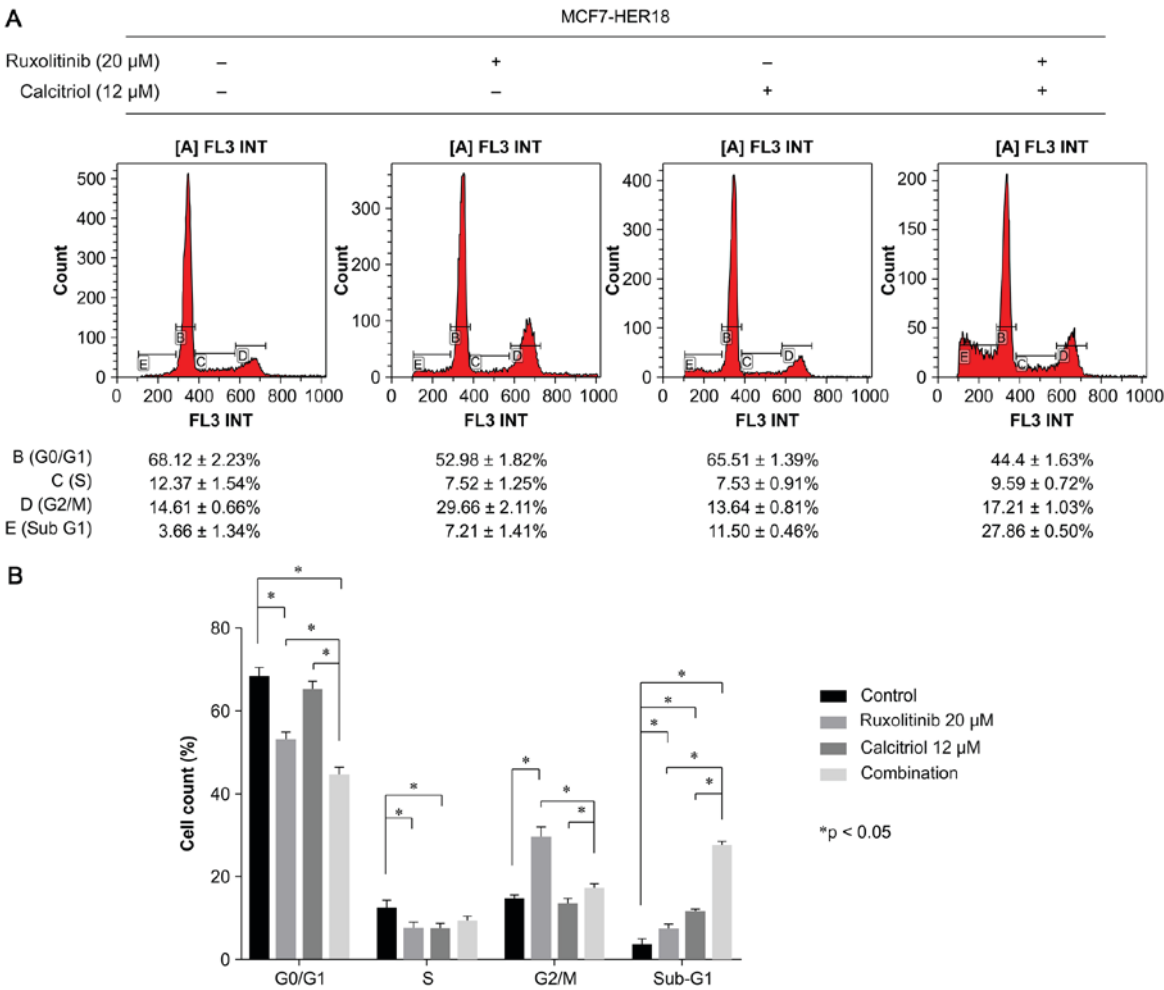 A
MCF7-HER18
Ruxolitinib (20 µM) – + – +
Calcitriol (12 µM) – – + +
[A] FL3 INT [A] FL3 INT [A] FL3 INT [A] FL3 INT
Count
500
400
300
200
100
0
B
E
C
D
0 200 400 600 800 1000
FL3 INT
Count
300
200
100
0
B
E
C
D
0 200 400 600 800 1000
FL3 INT
Count
400
300
200
100
0
B
E
C
D
0 200 400 600 800 1000
FL3 INT
Count
200
150
100
50
0
B
E
C
D
0 200 400 600 800 1000
FL3 INT
B (G0/G1) 68.12 ± 2.23% 52.98 ± 1.82% 65.51 ± 1.39% 44.4 ± 1.63%
C (S) 12.37 ± 1.54% 7.52 ± 1.25% 7.53 ± 0.91% 9.59 ± 0.72%
D (G2/M) 14.61 ± 0.66% 29.66 ± 2.11% 13.64 ± 0.81% 17.21 ± 1.03%
E (Sub G1) 3.66 ± 1.34% 7.21 ± 1.41% 11.50 ± 0.46% 27.86 ± 0.50%
B
Cell count (%)
80
60
40
20
0
* * * *
* *
* * *
* * * * *
G0/G1 S G2/M Sub-G1
Control
Ruxolitinib 20 µM
Calcitriol 12 µM
Combination
*p < 0.05